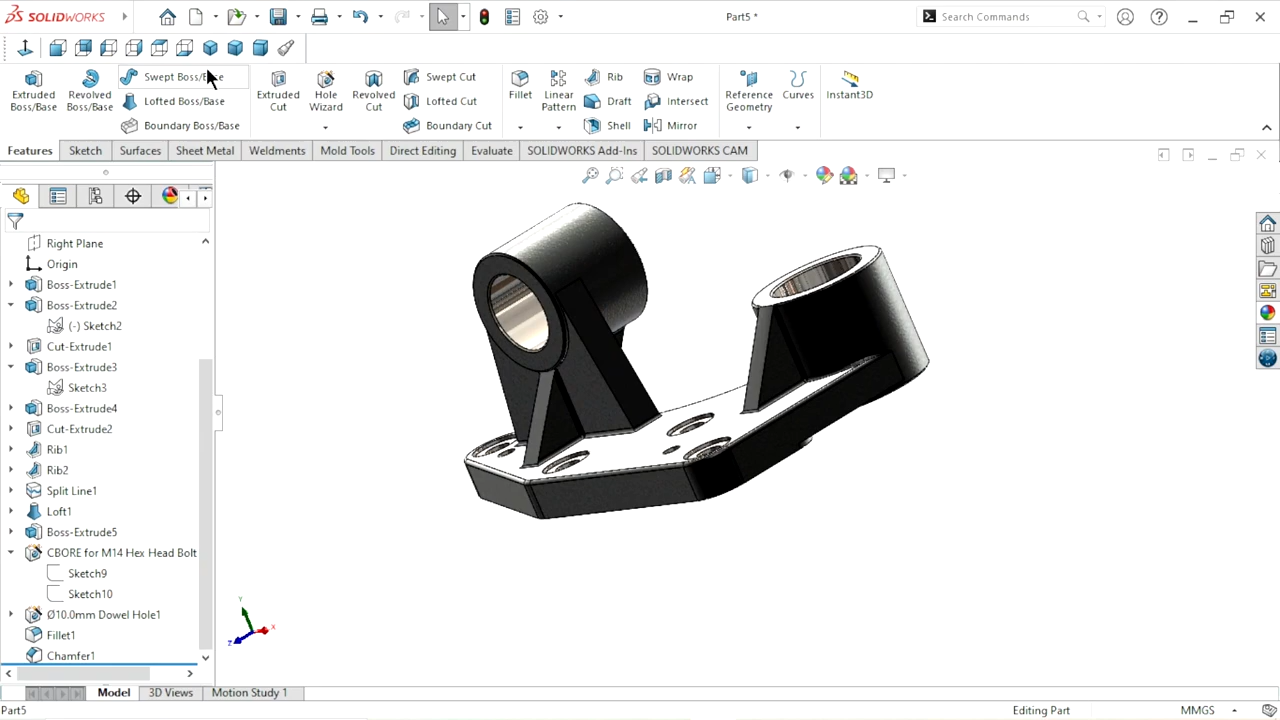 SOLIDWORKS
Part5 *
Search Commands
Extruded Boss/Base
Revolved Boss/Base
Swept Boss/Base
Lofted Boss/Base
Boundary Boss/Base
Extruded Cut
Hole Wizard
Revolved Cut
Swept Cut
Lofted Cut
Boundary Cut
Fillet
Linear Pattern
Rib
Draft
Shell
Wrap
Intersect
Mirror
Reference Geometry
Curves
Instant3D
Features
Sketch
Surfaces
Sheet Metal
Weldments
Mold Tools
Direct Editing
Evaluate
SOLIDWORKS Add-Ins
SOLIDWORKS CAM
Right Plane
Origin
Boss-Extrude1
Boss-Extrude2
(-) Sketch2
Cut-Extrude1
Boss-Extrude3
Sketch3
Boss-Extrude4
Cut-Extrude2
Rib1
Rib2
Split Line1
Loft1
Boss-Extrude5
CBORE for M14 Hex Head Bolt
Sketch9
Sketch10
Ø10.0mm Dowel Hole1
Fillet1
Chamfer1
Y
X
Z
Model
3D Views
Motion Study 1
Part5
Editing Part
MMGS